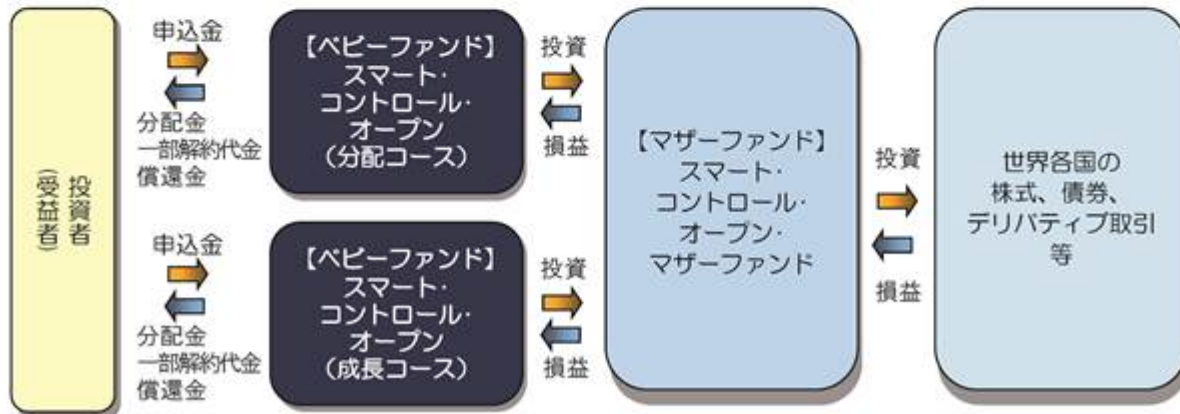 投資者
(受益者)
申込金
分配金
一部解約代金
償還金
【ベビーファンド】
スマート・
コントロール・
オープン
(分配コース)
投資
損益
申込金
分配金
一部解約代金
償還金
【ベビーファンド】
スマート・
コントロール・
オープン
(成長コース)
投資
損益
【マザーファンド】
スマート・
コントロール・
オープン・
マザーファンド
投資
損益
世界各国の
株式、債券、
デリバティブ取引
等